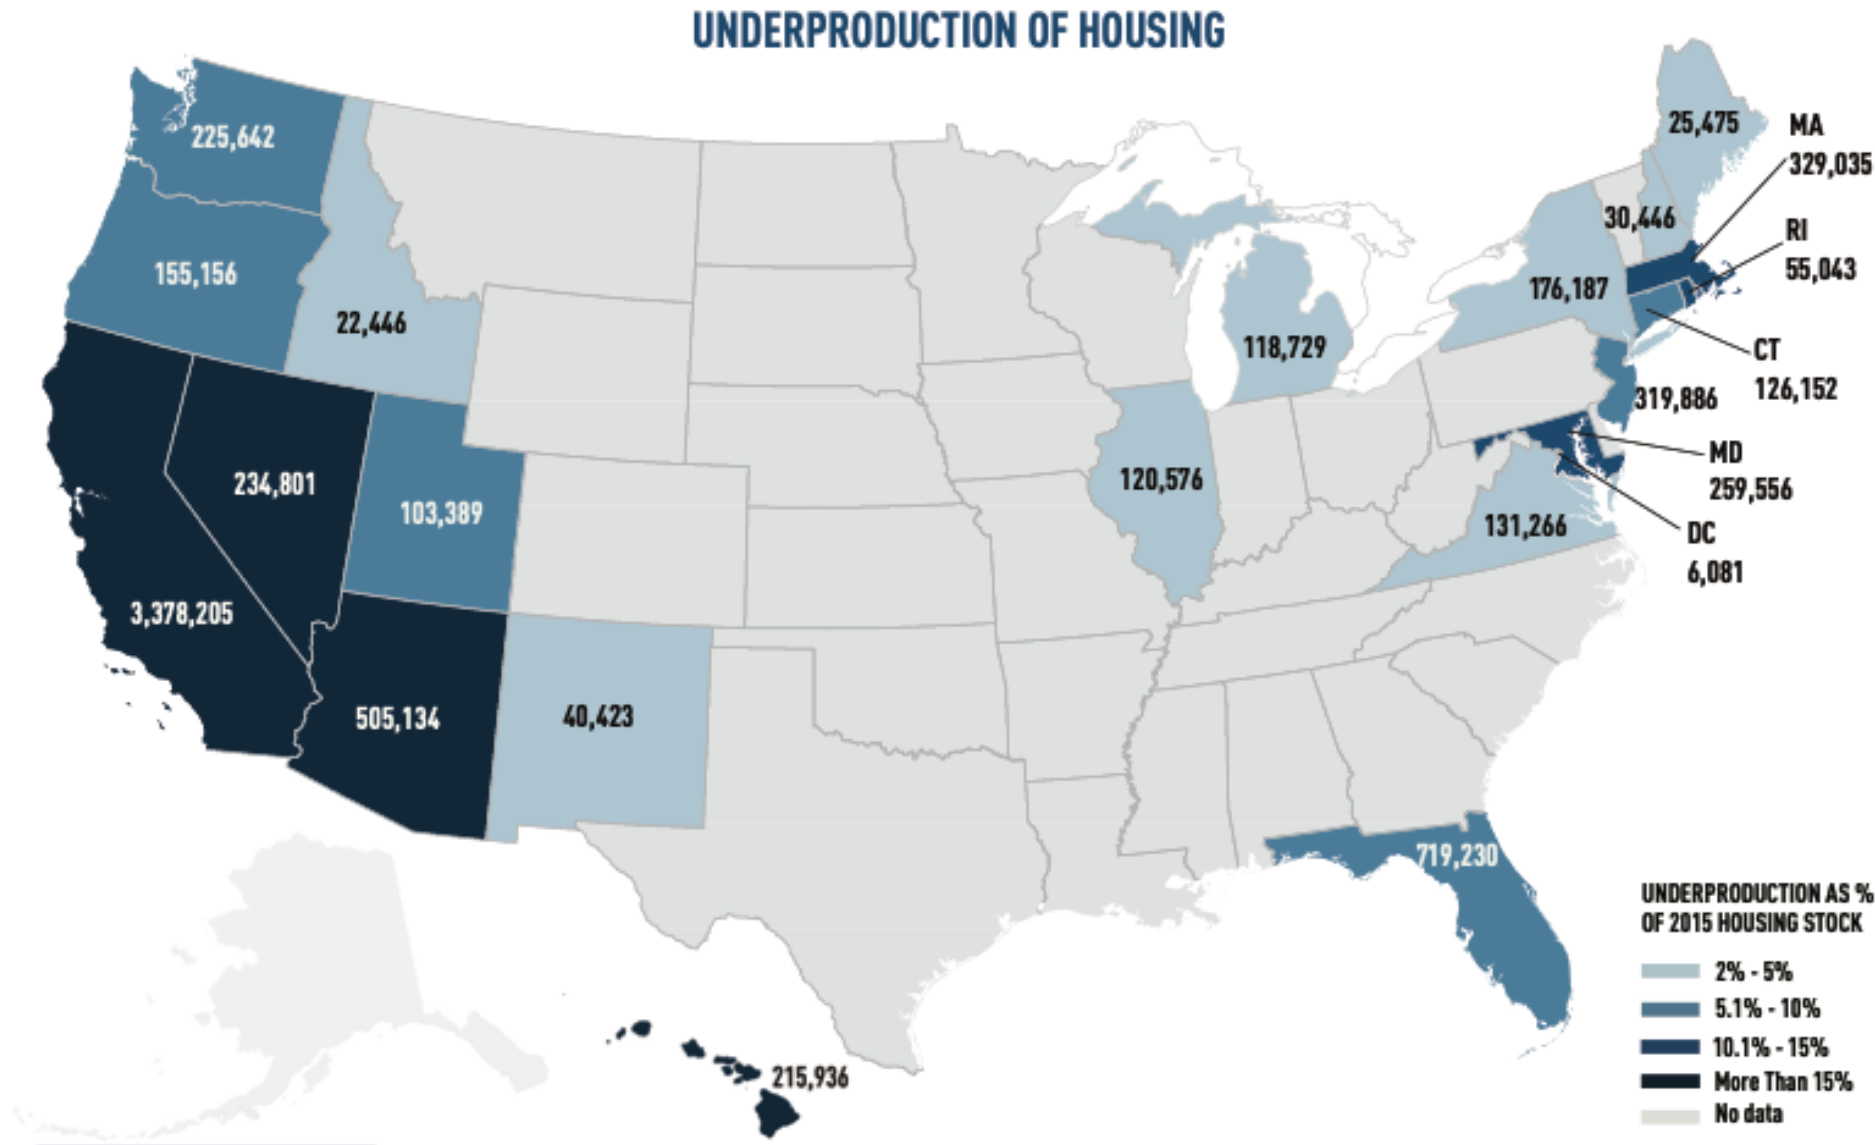 UNDERPRODUCTION OF HOUSING
225,642
25,475
MA
329,035
30,446
RI
55,043
155,156
176,187
22,446
118,729
CT
126,152
319,886
MD
259,556
234,801
120,576
103,389
131,266
DC
6,081
3,378,205
505,134
40,423
719,230
215,936
UNDERPRODUCTION AS %
OF 2015 HOUSING STOCK
2% - 5%
5.1% - 10%
10.1% - 15%
More Than 15%
No data